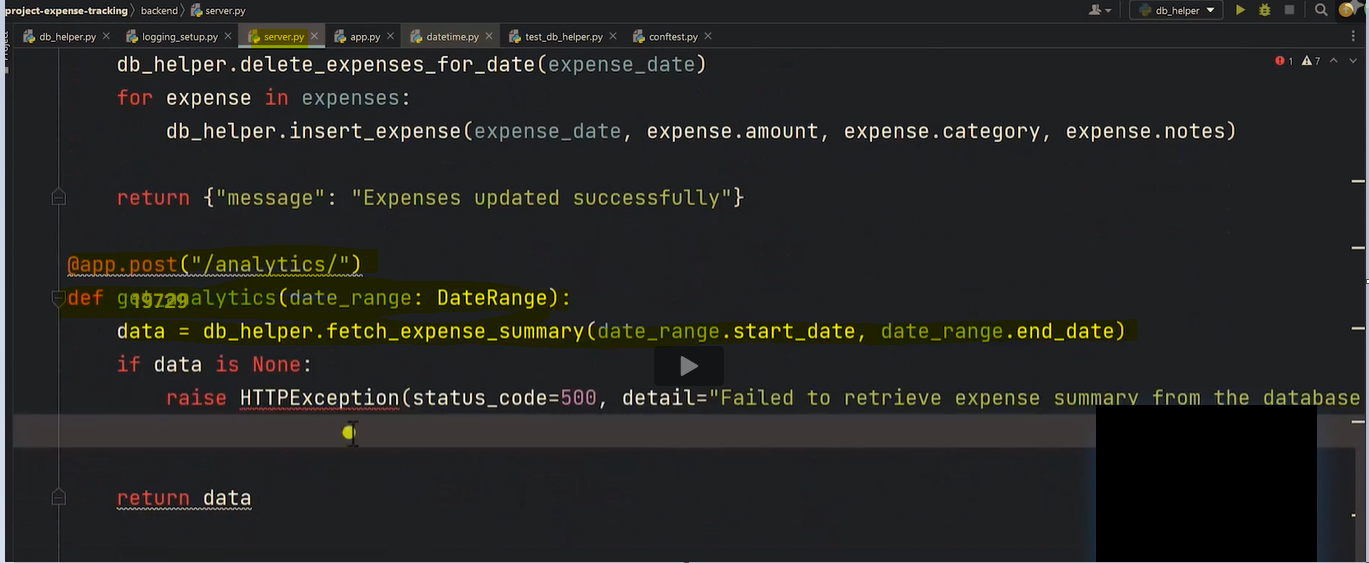 project-expense-tracking > backend > server.py db_helper
db_helper.py logging_setup.py server.py app.py datetime.py test_db_helper.py conftest.py
Project
db_helper.delete_expenses_for_date(expense_date) 1 7
for expense in expenses:
db_helper.insert_expense(expense_date, expense.amount, expense.category, expense.notes)
return {"message": "Expenses updated successfully"}
@app.post("/analytics/")
def get_analytics(date_range: DateRange):
19729
data = db_helper.fetch_expense_summary(date_range.start_date, date_range.end_date)
if data is None:
raise HTTPException(status_code=500, detail="Failed to retrieve expense summary from the database
return data